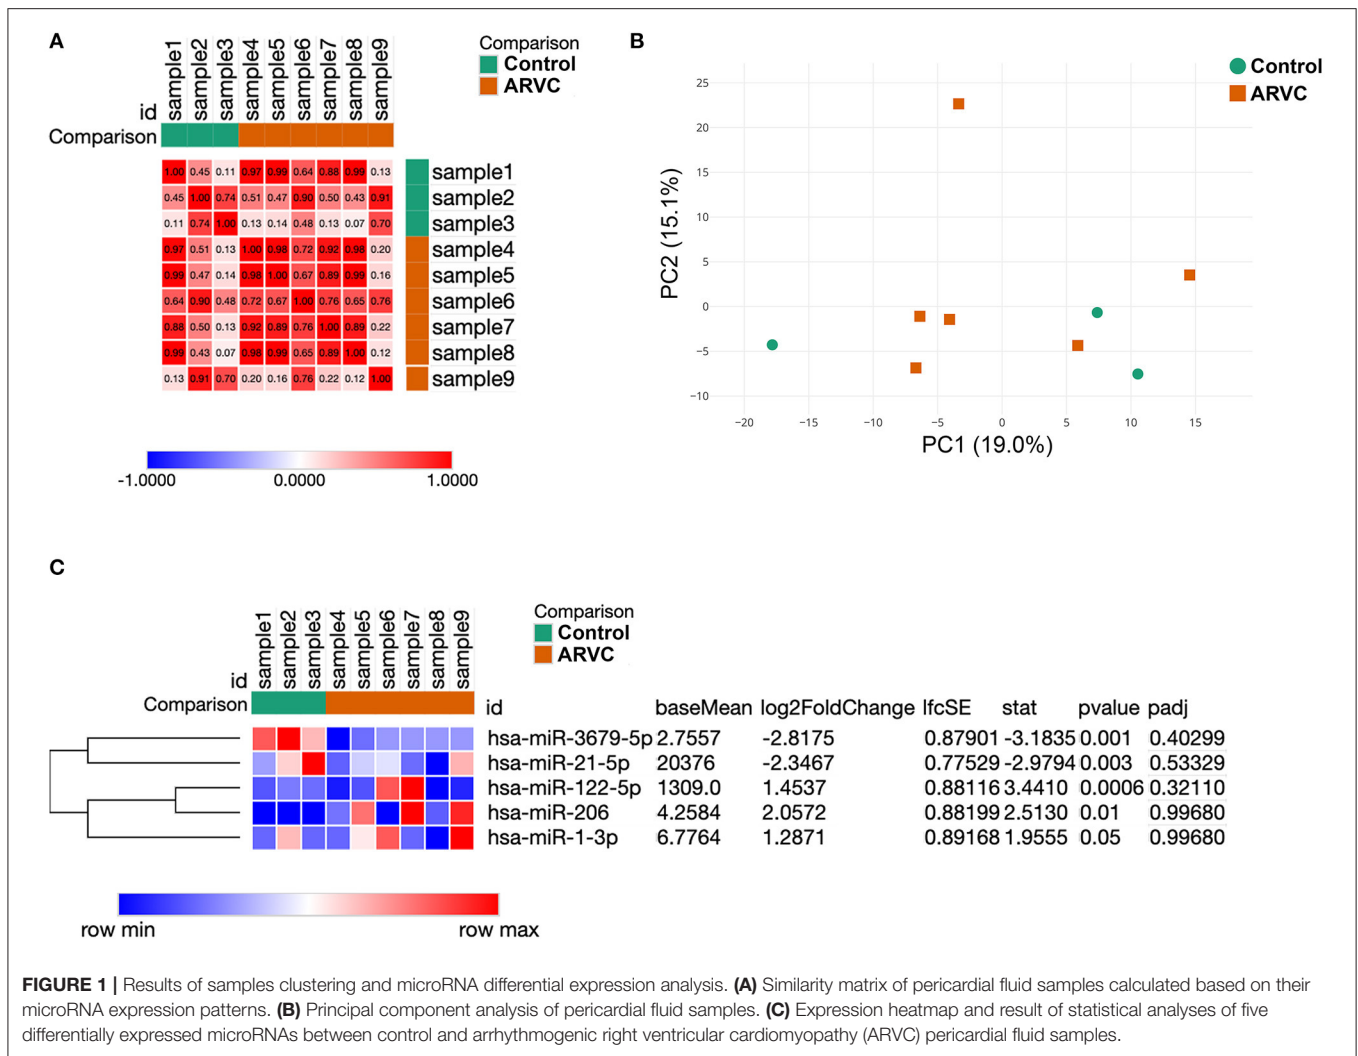 A
sample1 sample2 sample3 sample4 sample5 sample6 sample7 sample8 sample9
id
Comparison
Comparison
Control
ARVC
1.00 0.45 0.11 0.97 0.99 0.64 0.88 0.99 0.13 sample1
0.45 1.00 0.74 0.51 0.47 0.90 0.50 0.43 0.91 sample2
0.11 0.74 1.00 0.13 0.14 0.48 0.13 0.07 0.70 sample3
0.97 0.51 0.13 1.00 0.98 0.72 0.92 0.98 0.20 sample4
0.99 0.47 0.14 0.98 1.00 0.67 0.89 0.99 0.16 sample5
0.64 0.90 0.48 0.72 0.67 1.00 0.76 0.65 0.76 sample6
0.88 0.50 0.13 0.92 0.89 0.76 1.00 0.89 0.22 sample7
0.99 0.43 0.07 0.98 0.99 0.65 0.89 1.00 0.12 sample8
0.13 0.91 0.70 0.20 0.16 0.76 0.22 0.12 1.00 sample9
-1.0000 0.0000 1.0000
B
Control
ARVC
25
20
15
10
5
0
−5
−10
PC2 (15.1%)
−20 −15 −10 −5 0 5 10 15
PC1 (19.0%)
C
sample1 sample2 sample3 sample4 sample5 sample6 sample7 sample8 sample9
id
Comparison
Comparison
Control
ARVC
id baseMean log2FoldChange lfcSE stat pvalue padj
hsa-miR-3679-5p 2.7557 -2.8175 0.87901 -3.1835 0.001 0.40299
hsa-miR-21-5p 20376 -2.3467 0.77529 -2.9794 0.003 0.53329
hsa-miR-122-5p 1309.0 1.4537 0.88116 3.4410 0.0006 0.32110
hsa-miR-206 4.2584 2.0572 0.88199 2.5130 0.01 0.99680
hsa-miR-1-3p 6.7764 1.2871 0.89168 1.9555 0.05 0.99680
row min row max
FIGURE 1 | Results of samples clustering and microRNA differential expression analysis. (A) Similarity matrix of pericardial fluid samples calculated based on their
microRNA expression patterns. (B) Principal component analysis of pericardial fluid samples. (C) Expression heatmap and result of statistical analyses of five
differentially expressed microRNAs between control and arrhythmogenic right ventricular cardiomyopathy (ARVC) pericardial fluid samples.